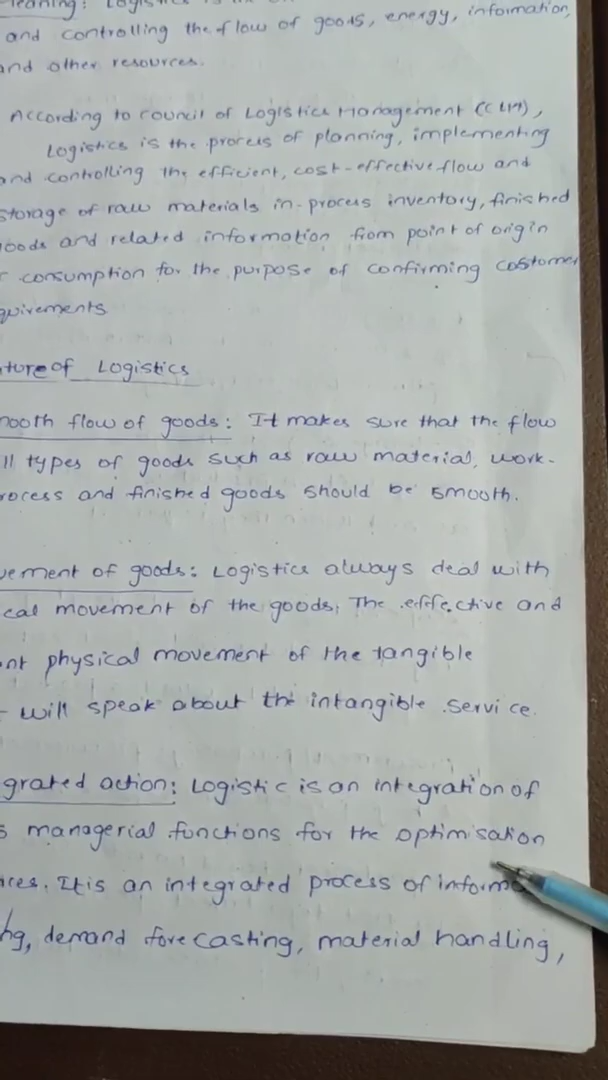 and controlling the flow of goods, energy, information,
and other resources.
According to council of Logistics Management (CLM),
Logistics is the process of planning, implementing
and controlling the efficient, cost-effective flow and
storage of raw materials in-process inventory, finished
oods and related information from point of origin
consumption for the purpose of confirming costomer
quirements
ture of Logistics
mooth flow of goods: It makes sure that the flow
ll types of goods such as raw material, work-
rocess and finished goods should be smooth.
vement of goods: Logistics always deal with
cal movement of the goods. The effective and
nt physical movement of the tangible
will speak about the intangible service.
grated action: Logistic is an integration of
s managerial functions for the optimisation
ces. It is an integrated process of inform
ng, demand forecasting, material handling,